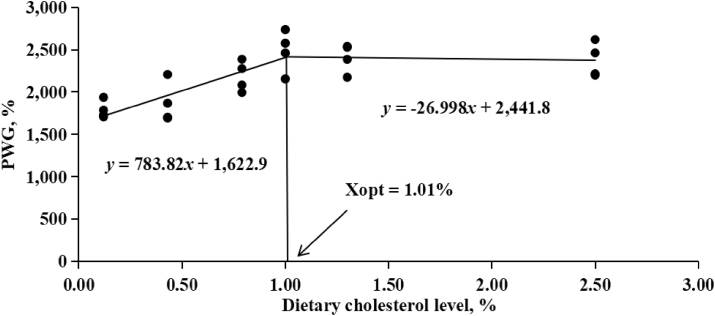 3,000
2,500
2,000
1,500
1,000
500
0
PWG, %
y = 783.82x + 1,622.9
y = -26.998x + 2,441.8
Xopt = 1.01%
0.00 0.50 1.00 1.50 2.00 2.50 3.00
Dietary cholesterol level, %